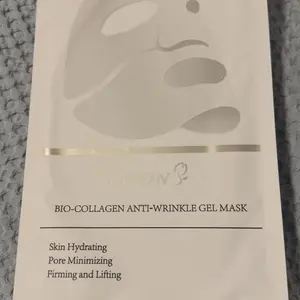 BIO-COLLAGEN ANTI-WRINKLE GEL MASK
Skin Hydrating
Pore Minimizing
Firming and Lifting